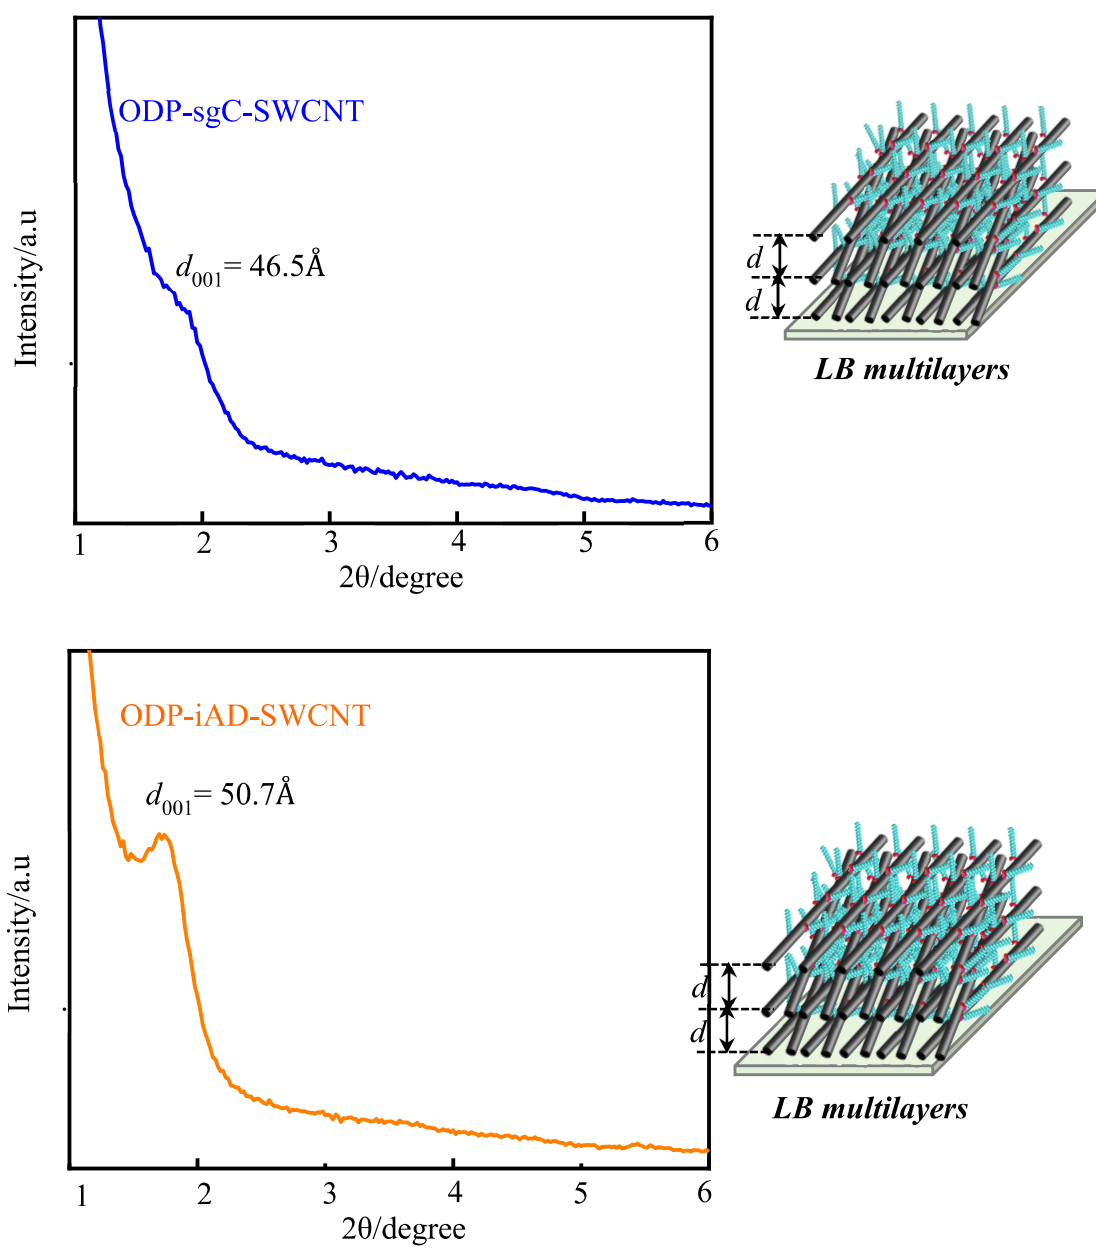 ODP-sgC-SWCNT
d001= 46.5Å
Intensity/a.u
1 2 3 4 5 6
2θ/degree
d
d
LB multilayers
ODP-iAD-SWCNT
d001= 50.7Å
Intensity/a.u
1 2 3 4 5 6
2θ/degree
d
d
LB multilayers